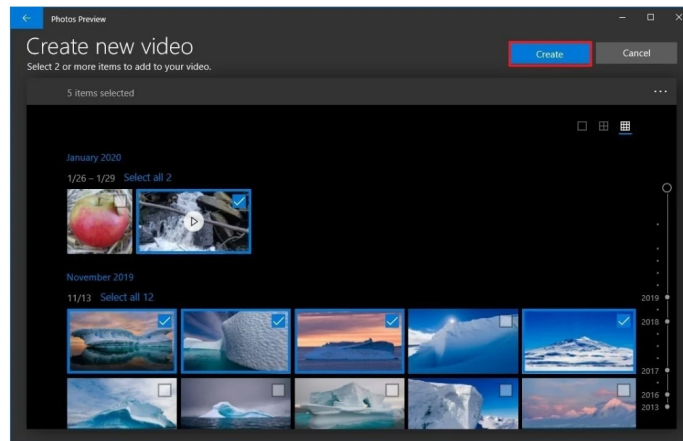 Photos Preview
Create new video
Select 2 or more items to add to your video.
Create
Cancel
5 items selected
January 2020
1/26 – 1/29 Select all 2
November 2019
11/13 Select all 12
2019
2018
2017
2016
2013